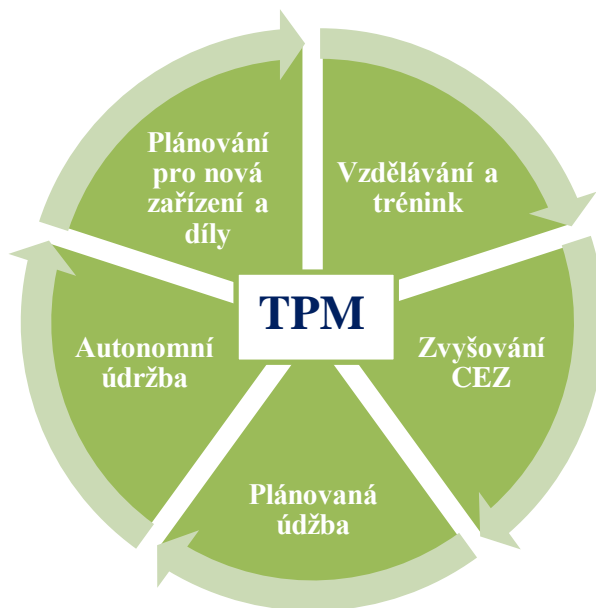 Plánování
pro nová
zařízení a
díly
Vzdělávání a
trénink
TPM
Autonomní
údržba
Zvyšování
CEZ
Plánovaná
údžba